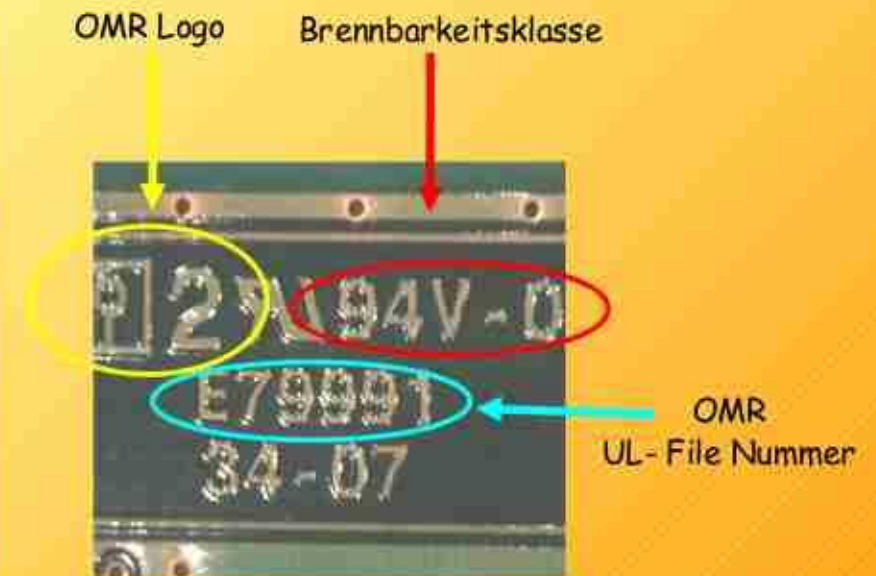 OMR Logo
Brennbarkeitsklasse
2 94V-0
E79991
34-07
OMR
UL-File Nummer